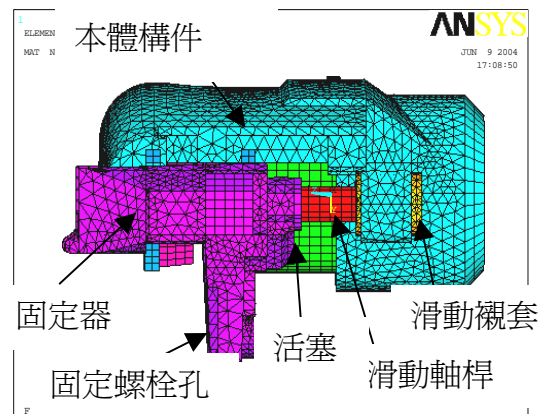 1
ANSYS
ELEMEN
MAT N
本體構件
JUN 9 2004
17:08:50
固定器
活塞
滑動襯套
固定螺栓孔
滑動軸桿
F